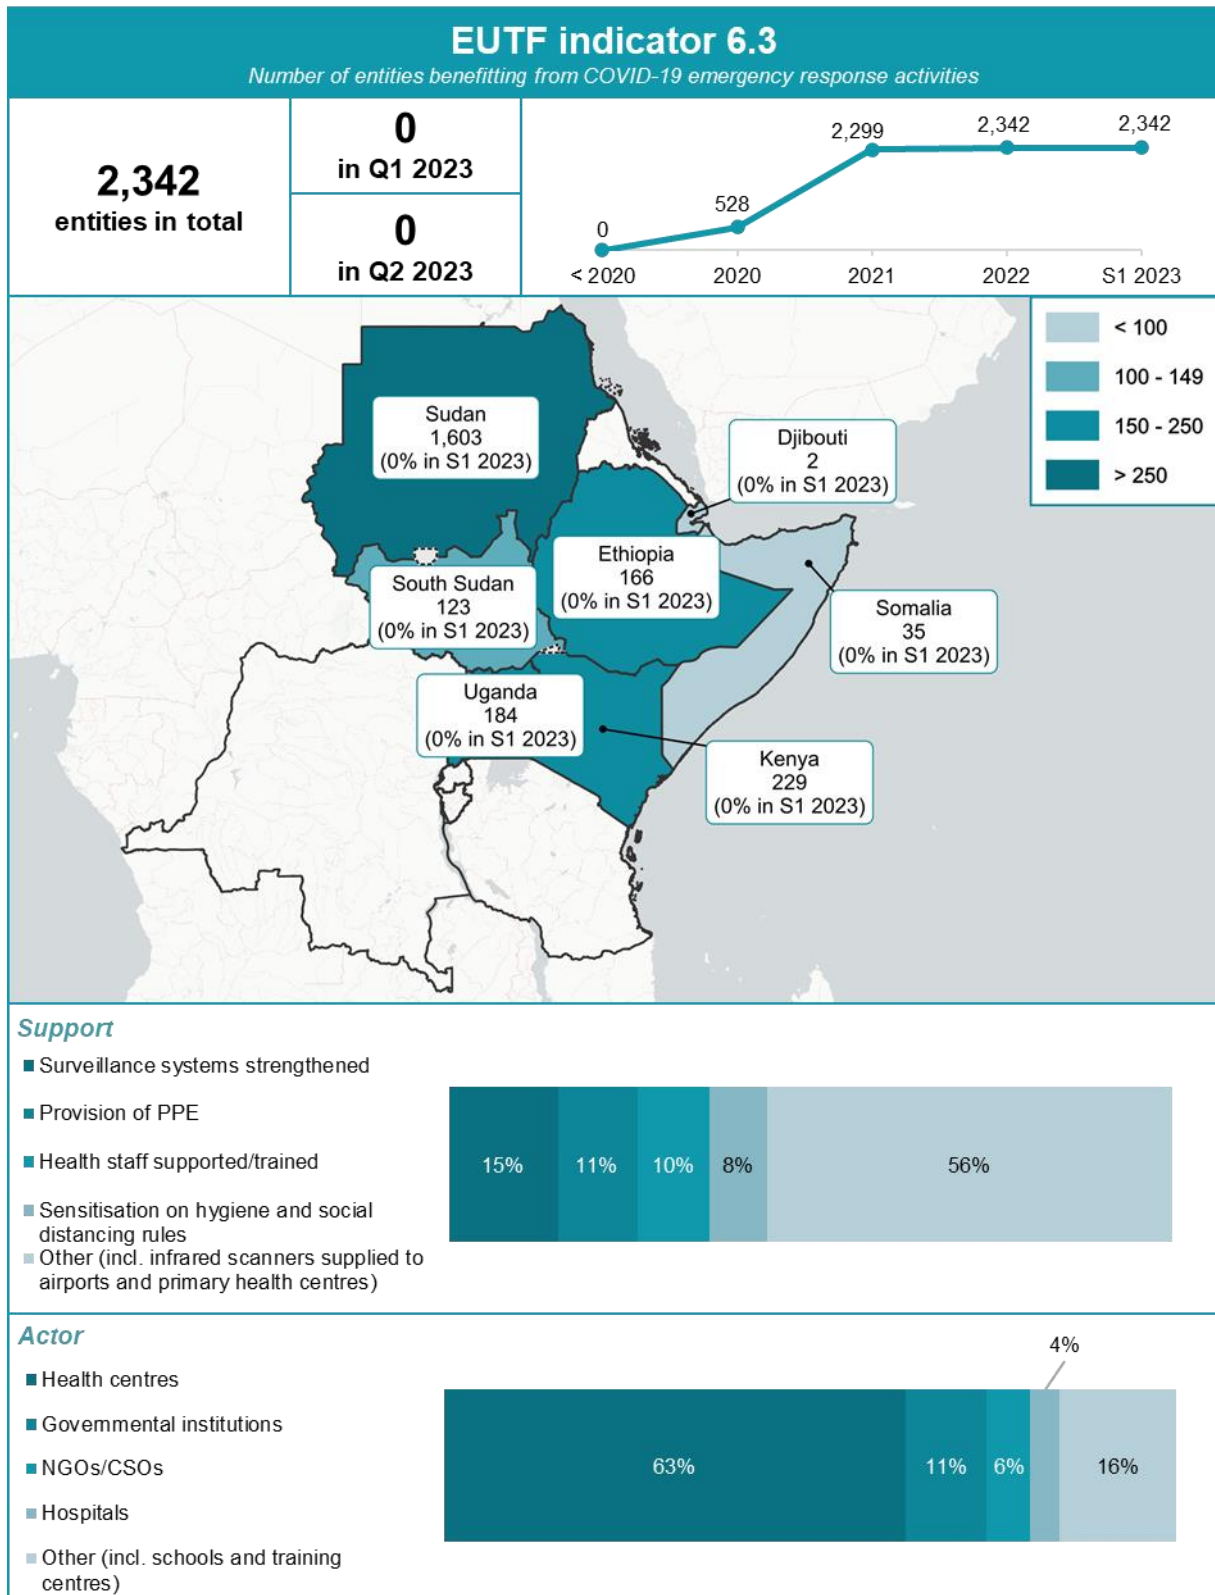 EUTF indicator 6.3
Number of entities benefitting from COVID-19 emergency response activities
2,342
entities in total
0
in Q1 2023
0
in Q2 2023
0
528
2,299
2,342
2,342
< 2020
2020
2021
2022
S1 2023
< 100
100 - 149
150 - 250
> 250
Sudan
1,603
(0% in S1 2023)
Djibouti
2
(0% in S1 2023)
Ethiopia
166
(0% in S1 2023)
South Sudan
123
(0% in S1 2023)
Somalia
35
(0% in S1 2023)
Uganda
184
(0% in S1 2023)
Kenya
229
(0% in S1 2023)
Support
Surveillance systems strengthened
Provision of PPE
Health staff supported/trained
Sensitisation on hygiene and social
distancing rules
Other (incl. infrared scanners supplied to
airports and primary health centres)
15%
11%
10%
8%
56%
Actor
Health centres
Governmental institutions
NGOs/CSOs
Hospitals
Other (incl. schools and training
centres)
63%
11%
6%
4%
16%